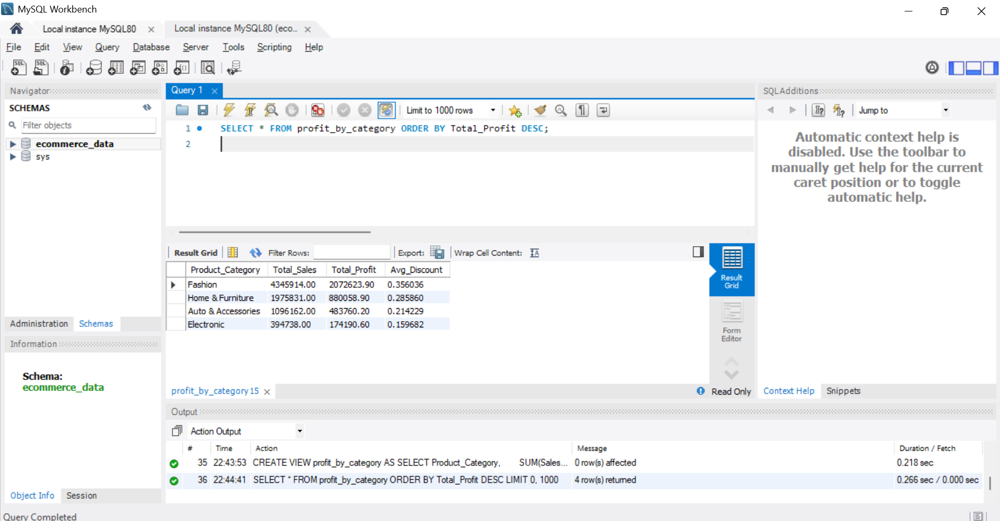 MySQL Workbench
Local instance MySQL80
Local instance MySQL80 (eco...
File Edit View Query Database Server Tools Scripting Help
Navigator
SCHEMAS
Filter objects
ecommerce_data
sys
Administration Schemas
Information
Schema:
ecommerce_data
Object Info Session
Query 1
Limit to 1000 rows
1 SELECT * FROM profit_by_category ORDER BY Total_Profit DESC;
2
Result Grid Filter Rows: Export: Wrap Cell Content:
Product_Category Total_Sales Total_Profit Avg_Discount
Fashion 4345914.00 2072623.90 0.356036
Home & Furniture 1975831.00 880058.90 0.285860
Auto & Accessories 1096162.00 483760.20 0.214229
Electronic 394738.00 174190.60 0.159682
Result
Grid
Form
Editor
profit_by_category 15
Read Only
SQLAdditions
Jump to
Automatic context help is
disabled. Use the toolbar to
manually get help for the current
caret position or to toggle
automatic help.
Context Help Snippets
Output
Action Output
# Time Action Message Duration / Fetch
35 22:43:53 CREATE VIEW profit_by_category AS SELECT Product_Category, SUM(Sales... 0 row(s) affected 0.218 sec
36 22:44:41 SELECT * FROM profit_by_category ORDER BY Total_Profit DESC LIMIT 0, 1000 4 row(s) returned 0.266 sec / 0.000 sec
Query Completed